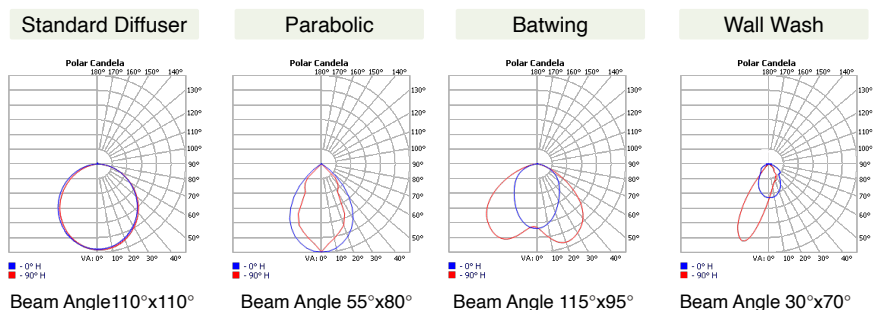 Standard Diffuser
Polar Candela
180° 170° 160° 150° 140°
130°
120°
110°
100°
90°
80°
70°
60°
50°
VA: 0° 10° 20° 30° 40°
- 0° H
- 90° H
Beam Angle110°x110°
Parabolic
Polar Candela
180° 170° 160° 150° 140°
130°
120°
110°
100°
90°
80°
70°
60°
50°
VA: 0° 10° 20° 30° 40°
- 0° H
- 90° H
Beam Angle 55°x80°
Batwing
Polar Candela
180° 170° 160° 150° 140°
130°
120°
110°
100°
90°
80°
70°
60°
50°
VA: 0° 10° 20° 30° 40°
- 0° H
- 90° H
Beam Angle 115°x95°
Wall Wash
Polar Candela
180° 170° 160° 150° 140°
130°
120°
110°
100°
90°
80°
70°
60°
50°
VA: 0° 10° 20° 30° 40°
- 0° H
- 90° H
Beam Angle 30°x70°